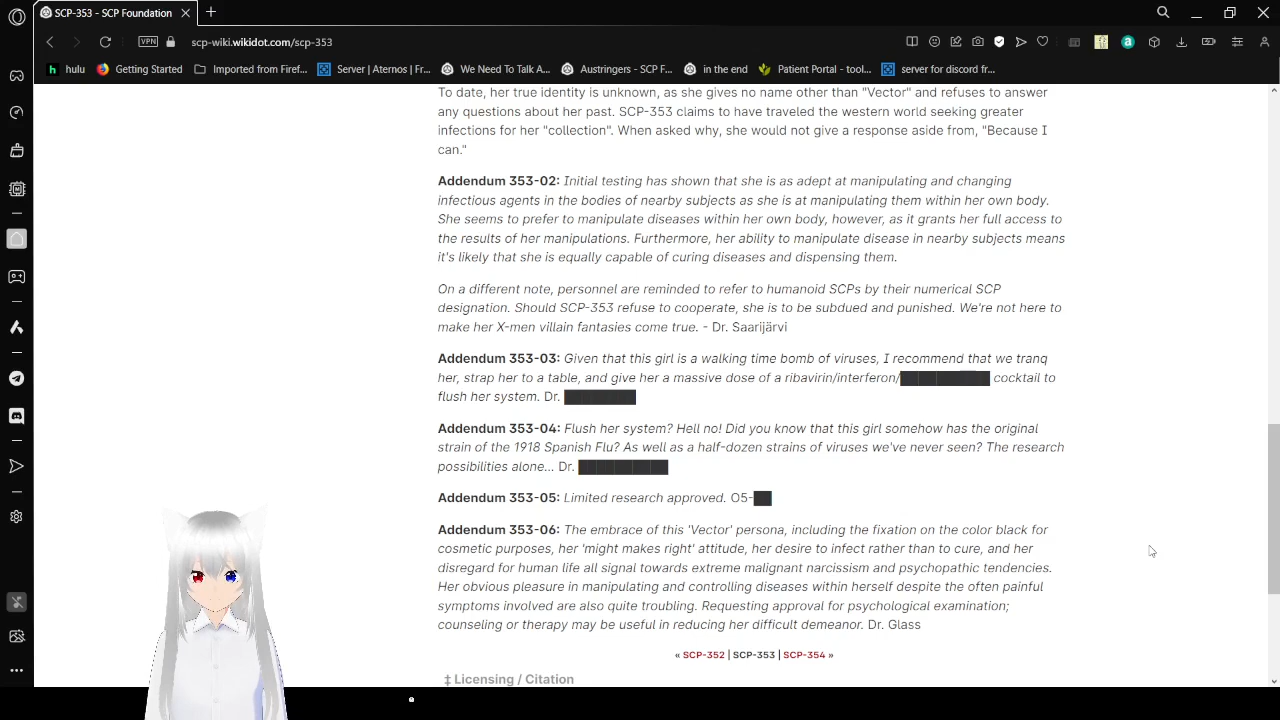 SCP-353 - SCP Foundation
VPN
scp-wiki.wikidot.com/scp-353
hulu
Getting Started
Imported from Firef...
Server | Aternos | Fr...
We Need To Talk A...
Austringers - SCP F...
in the end
Patient Portal - tool...
server for discord fr...
To date, her true identity is unknown, as she gives no name other than "Vector" and refuses to answer
any questions about her past. SCP-353 claims to have traveled the western world seeking greater
infections for her "collection". When asked why, she would not give a response aside from, "Because I
can."
Addendum 353-02: Initial testing has shown that she is as adept at manipulating and changing
infectious agents in the bodies of nearby subjects as she is at manipulating them within her own body.
She seems to prefer to manipulate diseases within her own body, however, as it grants her full access to
the results of her manipulations. Furthermore, her ability to manipulate disease in nearby subjects means
it's likely that she is equally capable of curing diseases and dispensing them.
On a different note, personnel are reminded to refer to humanoid SCPs by their numerical SCP
designation. Should SCP-353 refuse to cooperate, she is to be subdued and punished. We're not here to
make her X-men villain fantasies come true. - Dr. Saarijärvi
Addendum 353-03: Given that this girl is a walking time bomb of viruses, I recommend that we tranq
her, strap her to a table, and give her a massive dose of a ribavirin/interferon/██████████ cocktail to
flush her system. Dr. ████████
Addendum 353-04: Flush her system? Hell no! Did you know that this girl somehow has the original
strain of the 1918 Spanish Flu? As well as a half-dozen strains of viruses we've never seen? The research
possibilities alone... Dr. ██████████
Addendum 353-05: Limited research approved. O5-██
Addendum 353-06: The embrace of this 'Vector' persona, including the fixation on the color black for
cosmetic purposes, her 'might makes right' attitude, her desire to infect rather than to cure, and her
disregard for human life all signal towards extreme malignant narcissism and psychopathic tendencies.
Her obvious pleasure in manipulating and controlling diseases within herself despite the often painful
symptoms involved are also quite troubling. Requesting approval for psychological examination;
counseling or therapy may be useful in reducing her difficult demeanor. Dr. Glass
« SCP-352 | SCP-353 | SCP-354 »
‡ Licensing / Citation